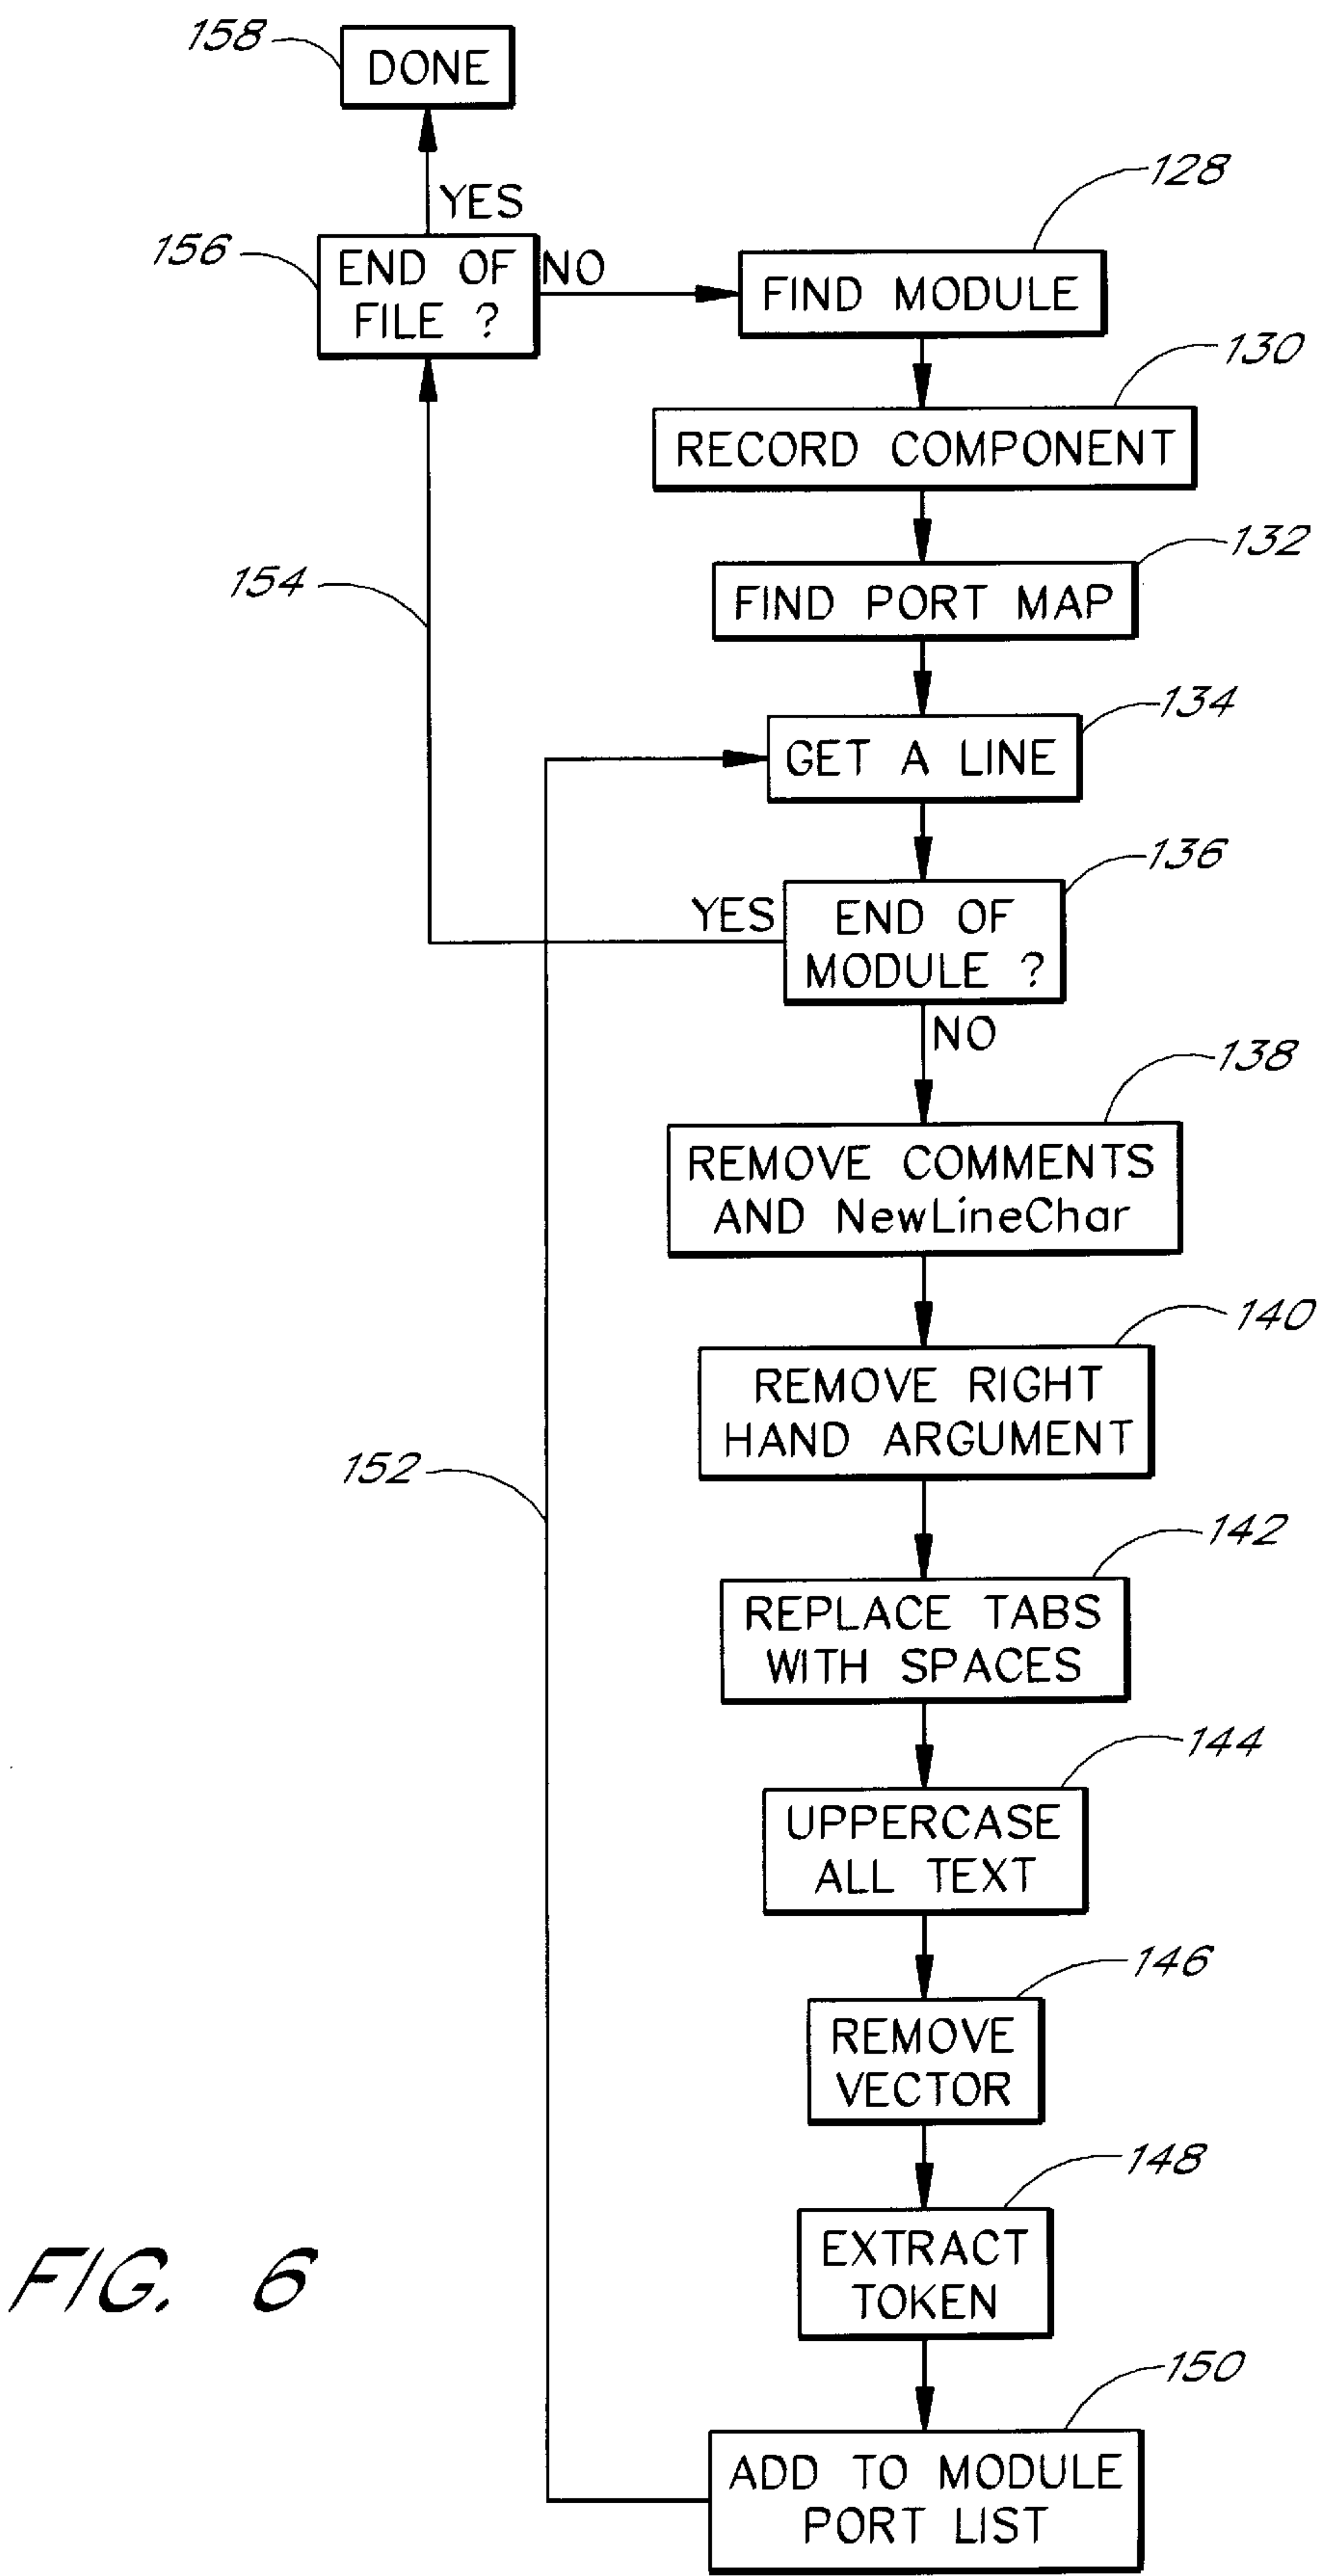 158
DONE
YES
128
156
END OF
FILE ?
NO
FIND MODULE
130
RECORD COMPONENT
132
FIND PORT MAP
154
134
GET A LINE
136
YES
END OF
MODULE ?
NO
138
REMOVE COMMENTS
AND NewLineChar
140
REMOVE RIGHT
HAND ARGUMENT
152
142
REPLACE TABS
WITH SPACES
144
UPPERCASE
ALL TEXT
146
REMOVE
VECTOR
148
EXTRACT
TOKEN
FIG. 6
150
ADD TO MODULE
PORT LIST